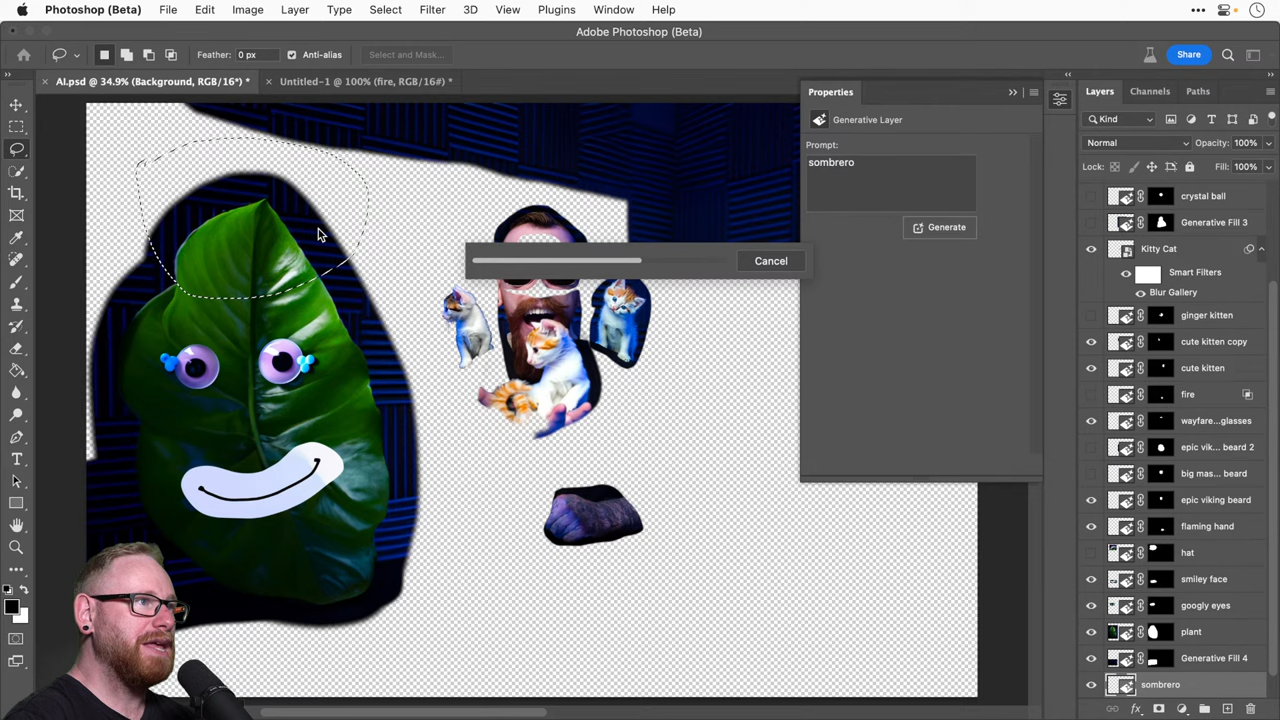 Photoshop (Beta) File Edit Image Layer Type Select Filter 3D View Plugins Window Help
Adobe Photoshop (Beta)
Feather: 0 px Anti-alias Select and Mask... Share
AI.psd @ 34.9% (Background, RGB/16*) * Untitled-1 @ 100% (fire, RGB/16#) *
Properties
Generative Layer
Prompt:
sombrero
Generate
Cancel
Layers Channels Paths
Kind
Normal Opacity: 100%
Lock: Fill: 100%
crystal ball
Generative Fill 3
Kitty Cat
Smart Filters
Blur Gallery
ginger kitten
cute kitten copy
cute kitten
fire
wayfare...glasses
epic vik... beard 2
big mas... beard
epic viking beard
flaming hand
hat
smiley face
googly eyes
plant
Generative Fill 4
sombrero